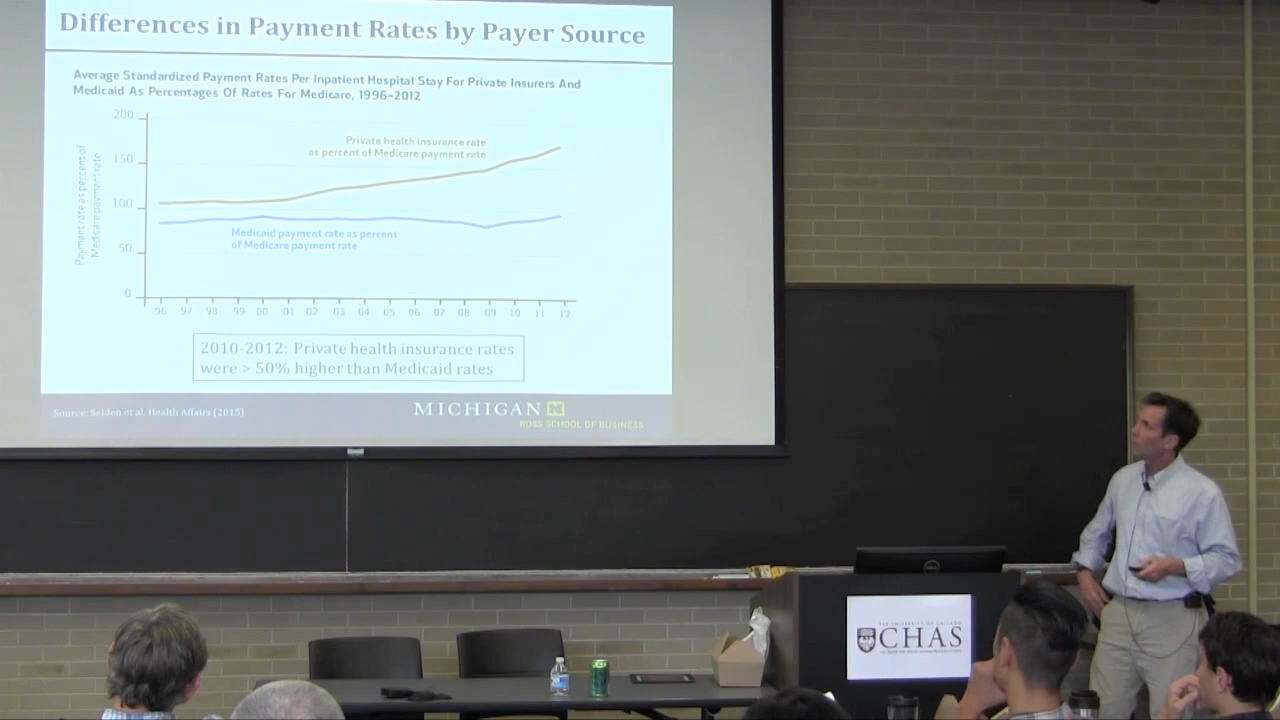 Differences in Payment Rates by Payer Source
Average Standardized Payment Rates Per Inpatient Hospital Stay For Private Insurers And
Medicaid As Percentages Of Rates For Medicare, 1996–2012
Payment rate as percent of
Medicare payment rate
200
150
100
50
0
Private health insurance rate
as percent of Medicare payment rate
Medicaid payment rate as percent
of Medicare payment rate
96 97 98 99 00 01 02 03 04 05 06 07 08 09 10 11 12
2010-2012: Private health insurance rates
were > 50% higher than Medicaid rates
Source: Selden et al. Health Affairs (2015)
MICHIGAN M
ROSS SCHOOL OF BUSINESS
DELL
THE UNIVERSITY OF CHICAGO
CHAS